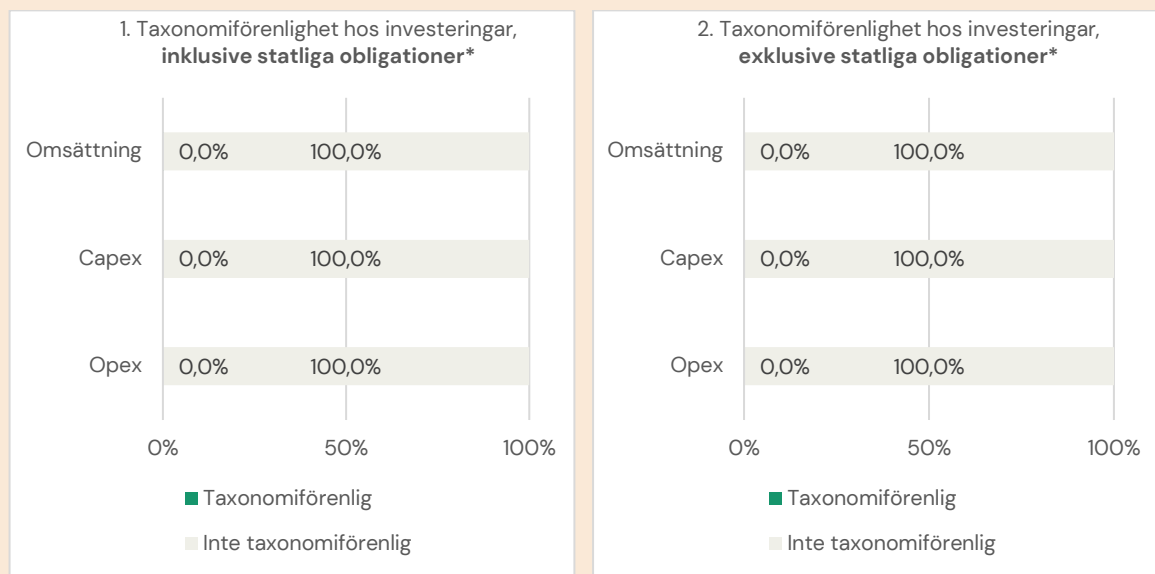 1. Taxonomiförenlighet hos investeringar,
inklusive statliga obligationer*
Omsättning 0,0% 100,0%
Capex 0,0% 100,0%
Opex 0,0% 100,0%
0% 50% 100%
Taxonomiförenlig
Inte taxonomiförenlig
2. Taxonomiförenlighet hos investeringar,
exklusive statliga obligationer*
Omsättning 0,0% 100,0%
Capex 0,0% 100,0%
Opex 0,0% 100,0%
0% 50% 100%
Taxonomiförenlig
Inte taxonomiförenlig